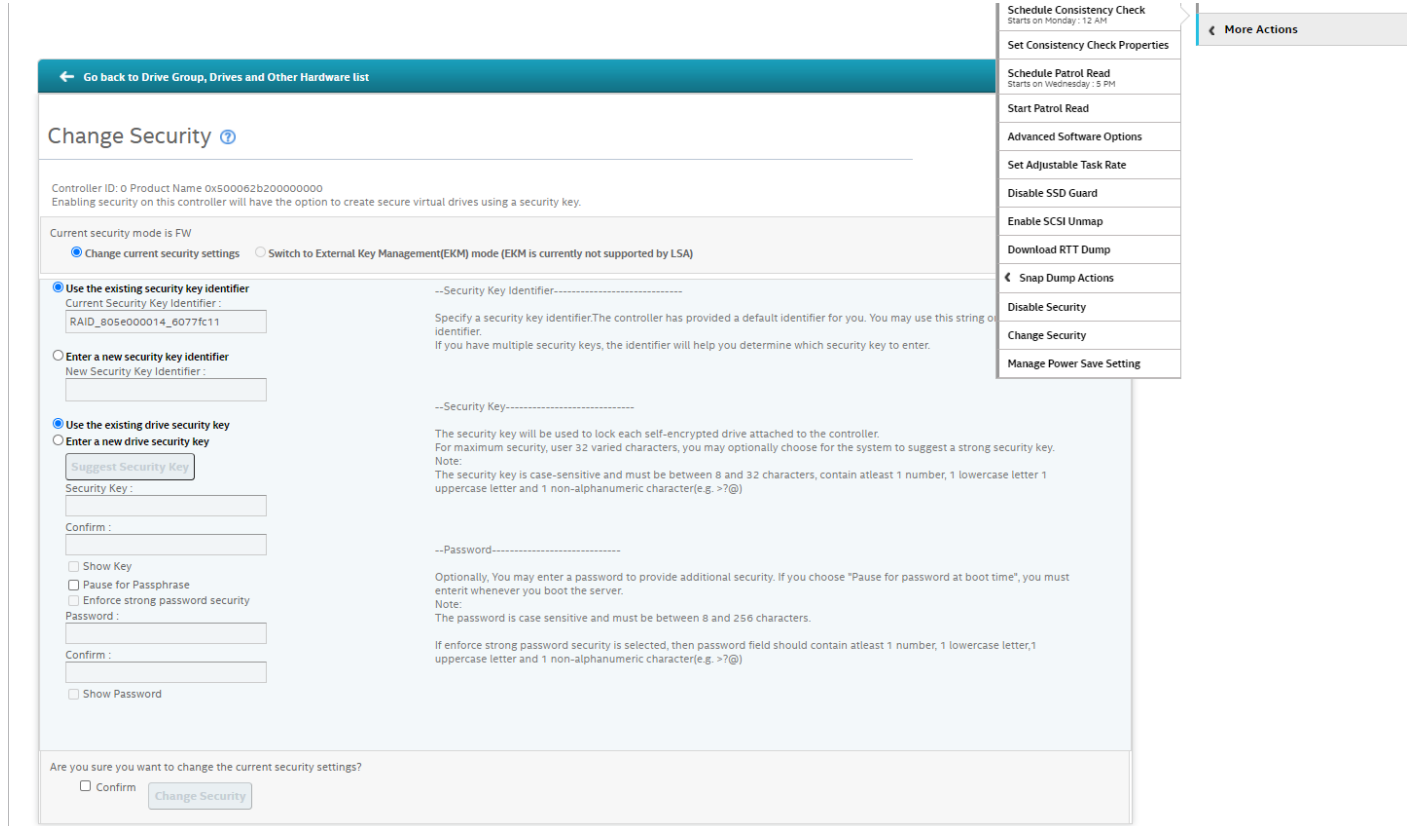 Schedule Consistency Check
Starts on Monday : 12 AM
Set Consistency Check Properties
Schedule Patrol Read
Starts on Wednesday : 5 PM
Start Patrol Read
Advanced Software Options
Set Adjustable Task Rate
Disable SSD Guard
Enable SCSI Unmap
Download RTT Dump
Snap Dump Actions
Disable Security
Change Security
Manage Power Save Setting
More Actions
Go back to Drive Group, Drives and Other Hardware list
Change Security ?
Controller ID: 0 Product Name 0x500062b200000000
Enabling security on this controller will have the option to create secure virtual drives using a security key.
Current security mode is FW
Change current security settings Switch to External Key Management(EKM) mode (EKM is currently not supported by LSA)
Use the existing security key identifier
Current Security Key Identifier :
RAID_805e000014_6077fc11
Enter a new security key identifier
New Security Key Identifier :
Use the existing drive security key
Enter a new drive security key
Suggest Security Key
Security Key :
Confirm :
Show Key
Pause for Passphrase
Enforce strong password security
Password :
Confirm :
Show Password
--Security Key Identifier-----------------------------
Specify a security key identifier.The controller has provided a default identifier for you. You may use this string or
identifier.
If you have multiple security keys, the identifier will help you determine which security key to enter.
--Security Key-----------------------------
The security key will be used to lock each self-encrypted drive attached to the controller.
For maximum security, user 32 varied characters, you may optionally choose for the system to suggest a strong security key.
Note:
The security key is case-sensitive and must be between 8 and 32 characters, contain atleast 1 number, 1 lowercase letter 1
uppercase letter and 1 non-alphanumeric character(e.g. >?@)
--Password-----------------------------
Optionally, You may enter a password to provide additional security. If you choose "Pause for password at boot time", you must
enterit whenever you boot the server.
Note:
The password is case sensitive and must be between 8 and 256 characters.
If enforce strong password security is selected, then password field should contain atleast 1 number, 1 lowercase letter,1
uppercase letter and 1 non-alphanumeric character(e.g. >?@)
Are you sure you want to change the current security settings?
Confirm
Change Security